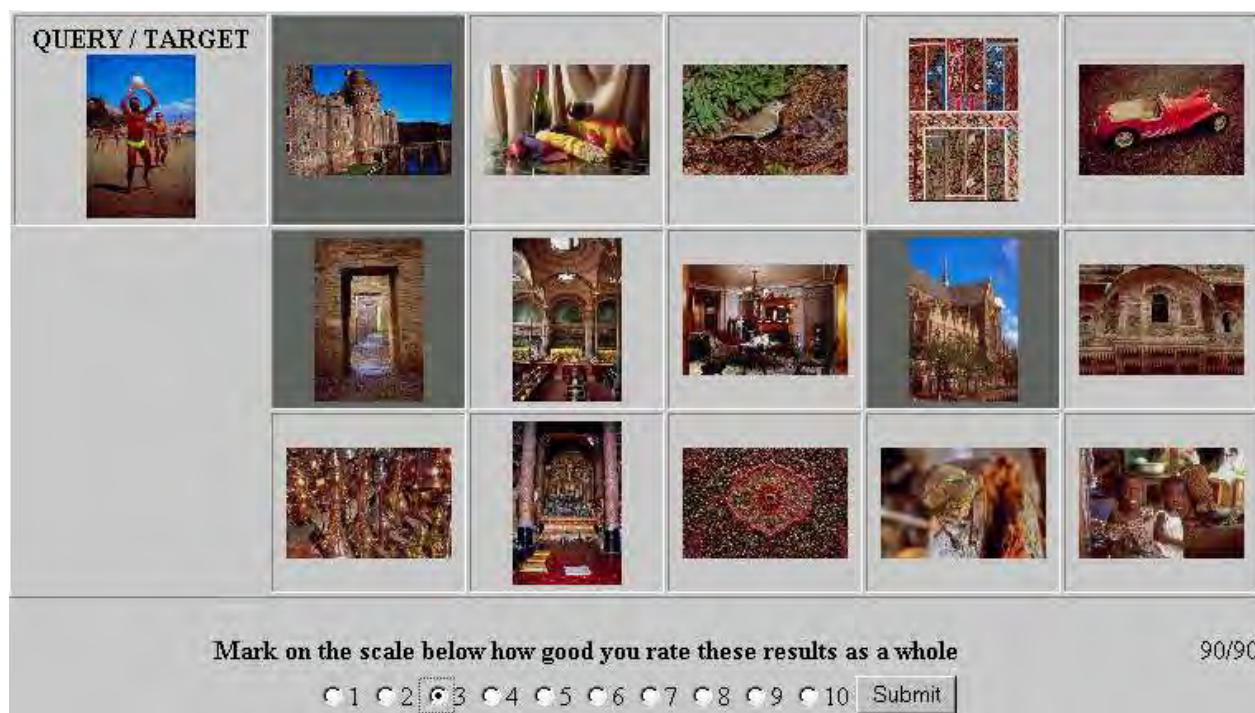 QUERY / TARGET
Mark on the scale below how good you rate these results as a whole
90/90
1 2 3 4 5 6 7 8 9 10 Submit